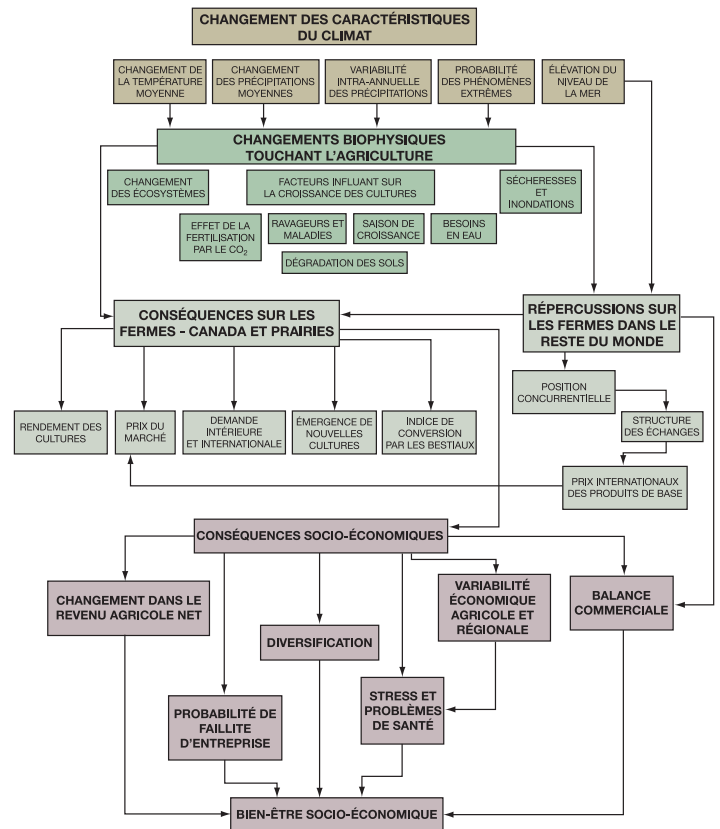 CHANGEMENT DES CARACTÉRISTIQUES
DU CLIMAT
CHANGEMENT DE
LA TEMPÉRATURE
MOYENNE
CHANGEMENT
DES PRÉCIPITATIONS
MOYENNES
VARIABILITÉ
INTRA-ANNUELLE
DES PRÉCIPITATIONS
PROBABILITÉ
DES PHÉNOMÈNES
EXTRÊMES
ÉLÉVATION DU
NIVEAU DE
LA MER
CHANGEMENTS BIOPHYSIQUES
TOUCHANT L'AGRICULTURE
CHANGEMENT
DES ÉCOSYSTÈMES
FACTEURS INFLUANT SUR
LA CROISSANCE DES CULTURES
SÉCHERESSES
ET
INONDATIONS
EFFET DE LA
FERTILISATION
PAR LE CO₂
RAVAGEURS ET
MALADIES
SAISON DE
CROISSANCE
BESOINS
EN EAU
DÉGRADATION DES SOLS
CONSÉQUENCES SUR LES
FERMES - CANADA ET PRAIRIES
RÉPERCUSSIONS SUR
LES FERMES DANS LE
RESTE DU MONDE
POSITION
CONCURRENTIELLE
RENDEMENT DES
CULTURES
PRIX DU
MARCHÉ
DEMANDE
INTÉRIEURE
ET INTERNATIONALE
ÉMERGENCE DE
NOUVELLES
CULTURES
INDICE DE
CONVERSION
PAR LES BESTIAUX
STRUCTURE
DES ÉCHANGES
PRIX INTERNATIONAUX
DES PRODUITS DE BASE
CONSÉQUENCES SOCIO-ÉCONOMIQUES
CHANGEMENT DANS LE
REVENU AGRICOLE NET
VARIABILITÉ
ÉCONOMIQUE
AGRICOLE ET
RÉGIONALE
BALANCE
COMMERCIALE
DIVERSIFICATION
PROBABILITÉ DE
FAILLITE
D'ENTREPRISE
STRESS ET
PROBLÈMES
DE SANTÉ
BIEN-ÊTRE SOCIO-ÉCONOMIQUE